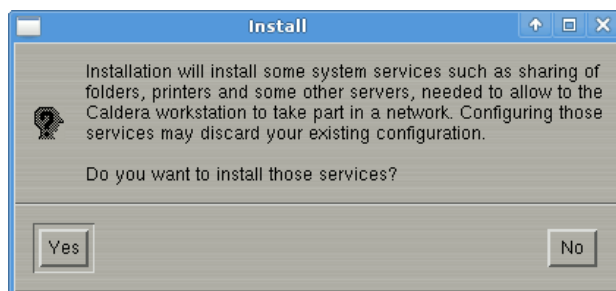 Install
Installation will install some system services such as sharing of
folders, printers and some other servers, needed to allow to the
Caldera workstation to take part in a network. Configuring those
services may discard your existing configuration.
Do you want to install those services?
Yes
No